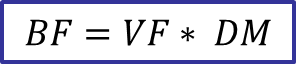 BF = VF * DM